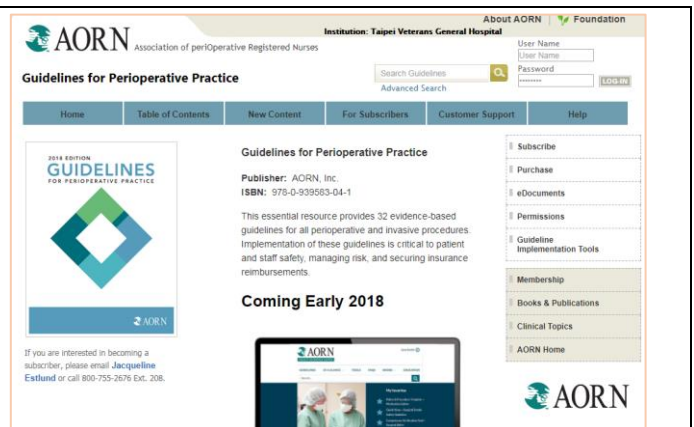 About AORN | Foundation
Institution: Taipei Veterans General Hospital
AORN Association of periOperative Registered Nurses
User Name
User Name
Password
LOG IN
Guidelines for Perioperative Practice
Search Guidelines
Advanced Search
Home Table of Contents New Content For Subscribers Customer Support Help
2018 EDITION
GUIDELINES
FOR PERIOPERATIVE PRACTICE
AORN
If you are interested in becoming a
subscriber, please email Jacqueline
Estlund or call 800-755-2676 Ext. 208.
Guidelines for Perioperative Practice
Publisher: AORN, Inc.
ISBN: 978-0-939583-04-1
This essential resource provides 32 evidence-based
guidelines for all perioperative and invasive procedures.
Implementation of these guidelines is critical to patient
and staff safety, managing risk, and securing insurance
reimbursements.
Coming Early 2018
AORN
Subscribe
Purchase
eDocuments
Permissions
Guideline
Implementation Tools
Membership
Books & Publications
Clinical Topics
AORN Home
AORN